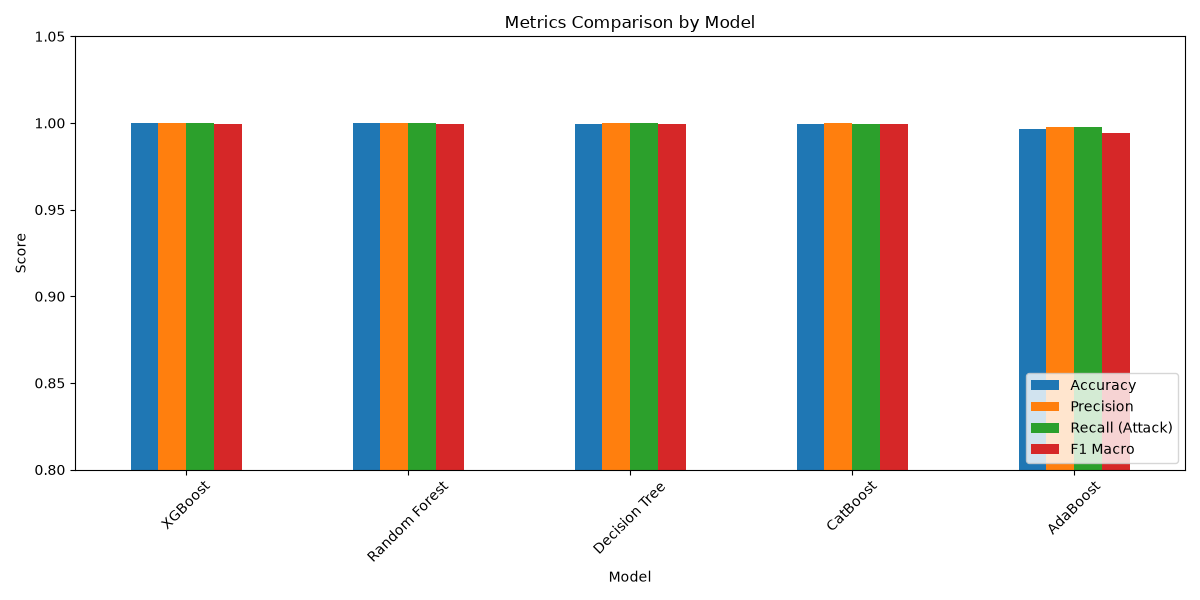 Metrics Comparison by Model
1.05
1.00
0.95
0.90
0.85
0.80
Score
Accuracy
Precision
Recall (Attack)
F1 Macro
XGBoost
Random Forest
Decision Tree
CatBoost
AdaBoost
Model